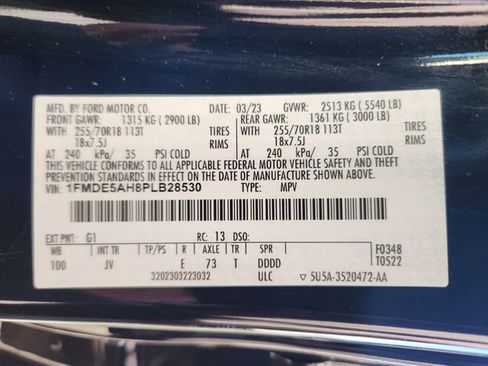 MFD. BY FORD MOTOR CO. DATE: 03/23 GVWR: 2513 KG (5540 LB)
FRONT GAWR: 1315 KG (2900 LB) REAR GAWR: 1361 KG (3000 LB)
WITH 255/70R18 113T TIRES WITH 255/70R18 113T TIRES
18x7.5J RIMS 18x7.5J RIMS
AT 240 kPa/ 35 PSI COLD AT 240 kPa/ 35 PSI COLD
THIS VEHICLE CONFORMS TO ALL APPLICABLE FEDERAL MOTOR VEHICLE SAFETY AND THEFT
PREVENTION STANDARDS IN EFFECT ON THE DATE OF MANUFACTURE SHOWN ABOVE.
VIN: 1FMDE5AH8PLB28530 TYPE: MPV
EXT PNT: G1 RC: 13 DSO: F0348
WB INT TR TP/PS R AXLE TR SPR T0522
100 JV E 73 T DDDD
3202303223032 ULC ▽ 5U5A-3520472-AA